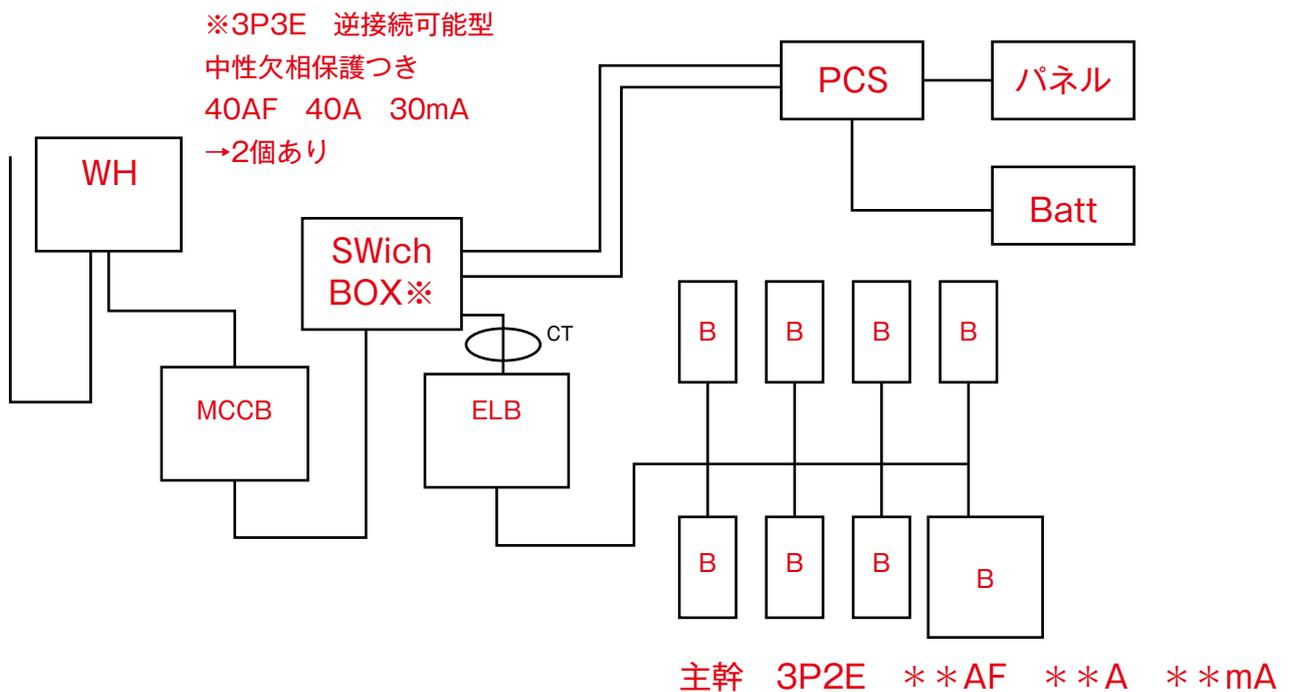 ※3P3E　逆接続可能型
中性欠相保護つき
40AF　40A　30mA
→2個あり
WH
PCS
パネル
Batt
SWich
BOX※
CT
MCCB
ELB
B
B
B
B
B
B
B
B
主幹　3P2E　＊＊AF　＊＊A　＊＊mA